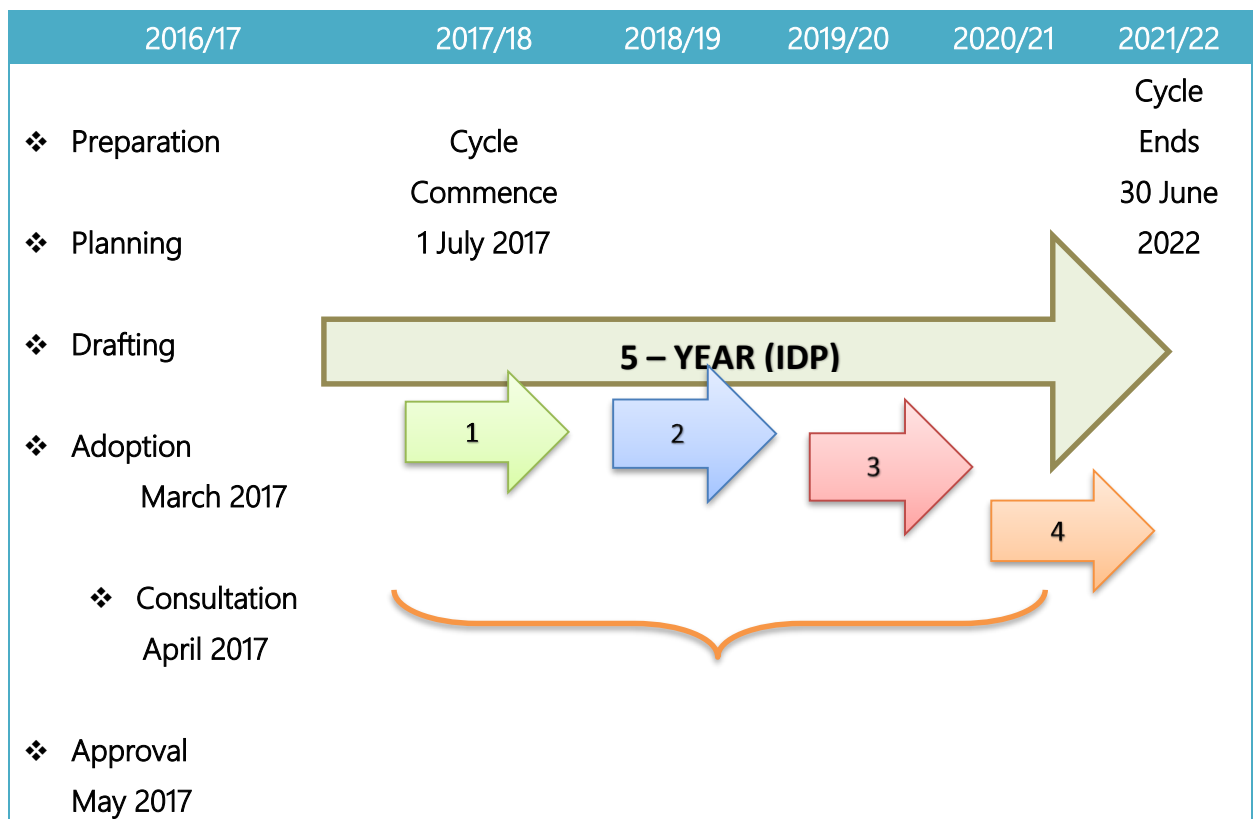 2016/17 2017/18 2018/19 2019/20 2020/21 2021/22
❖ Preparation
❖ Planning
❖ Drafting
❖ Adoption
March 2017
❖ Consultation
April 2017
❖ Approval
May 2017
Cycle
Commence
1 July 2017
Cycle
Ends
30 June
2022
5 – YEAR (IDP)
1
2
3
4